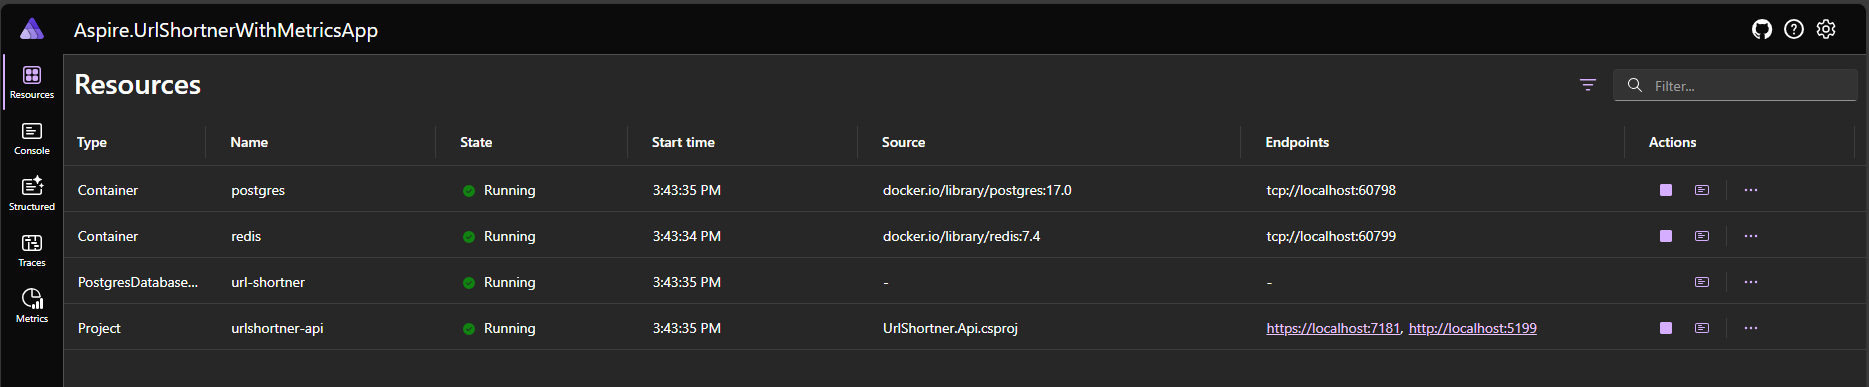 Aspire.UrlShortnerWithMetricsApp
Resources
Console
Structured
Traces
Metrics
Resources
Filter...
Type Name State Start time Source Endpoints Actions
Container postgres Running 3:43:35 PM docker.io/library/postgres:17.0 tcp://localhost:60798
Container redis Running 3:43:34 PM docker.io/library/redis:7.4 tcp://localhost:60799
PostgresDatabase... url-shortner Running 3:43:35 PM - -
Project urlshortner-api Running 3:43:35 PM UrlShortner.Api.csproj https://localhost:7181, http://localhost:5199